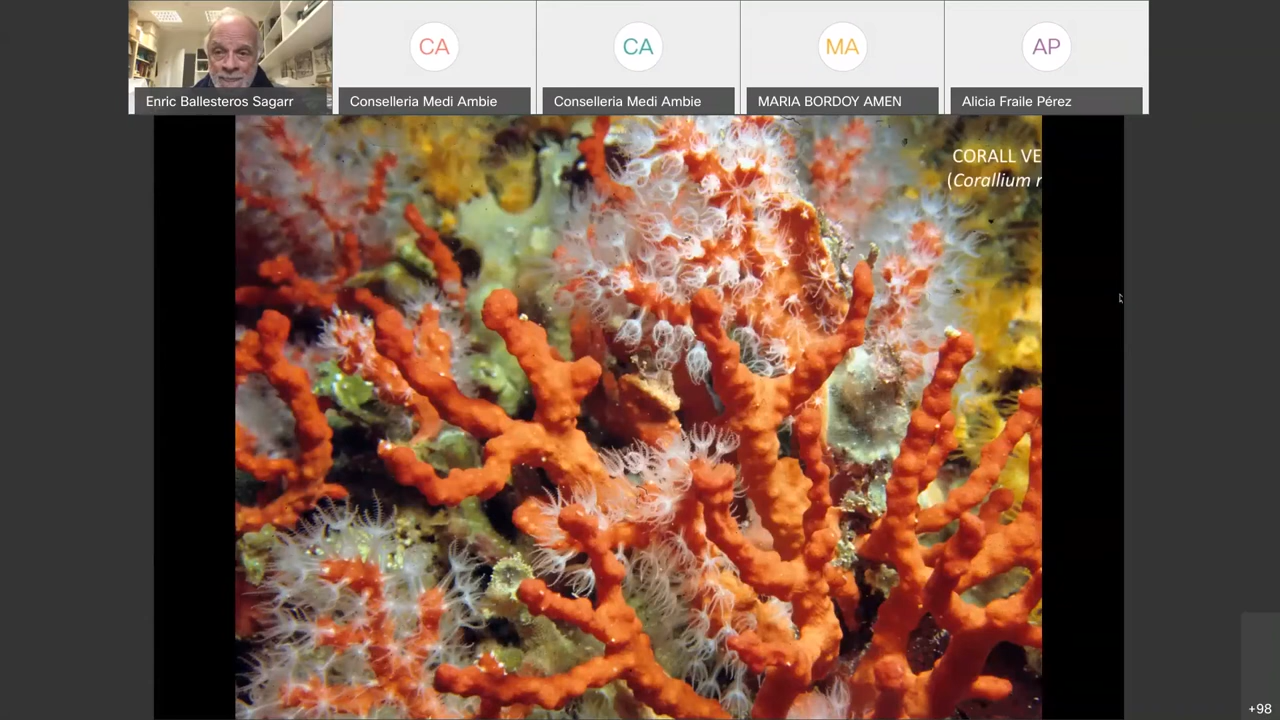 CA
CA
MA
AP
Enric Ballesteros Sagarr
Conselleria Medi Ambie
Conselleria Medi Ambie
MARIA BORDOY AMEN
Alicia Fraile Pérez
CORALL VE
(Corallium r
+98